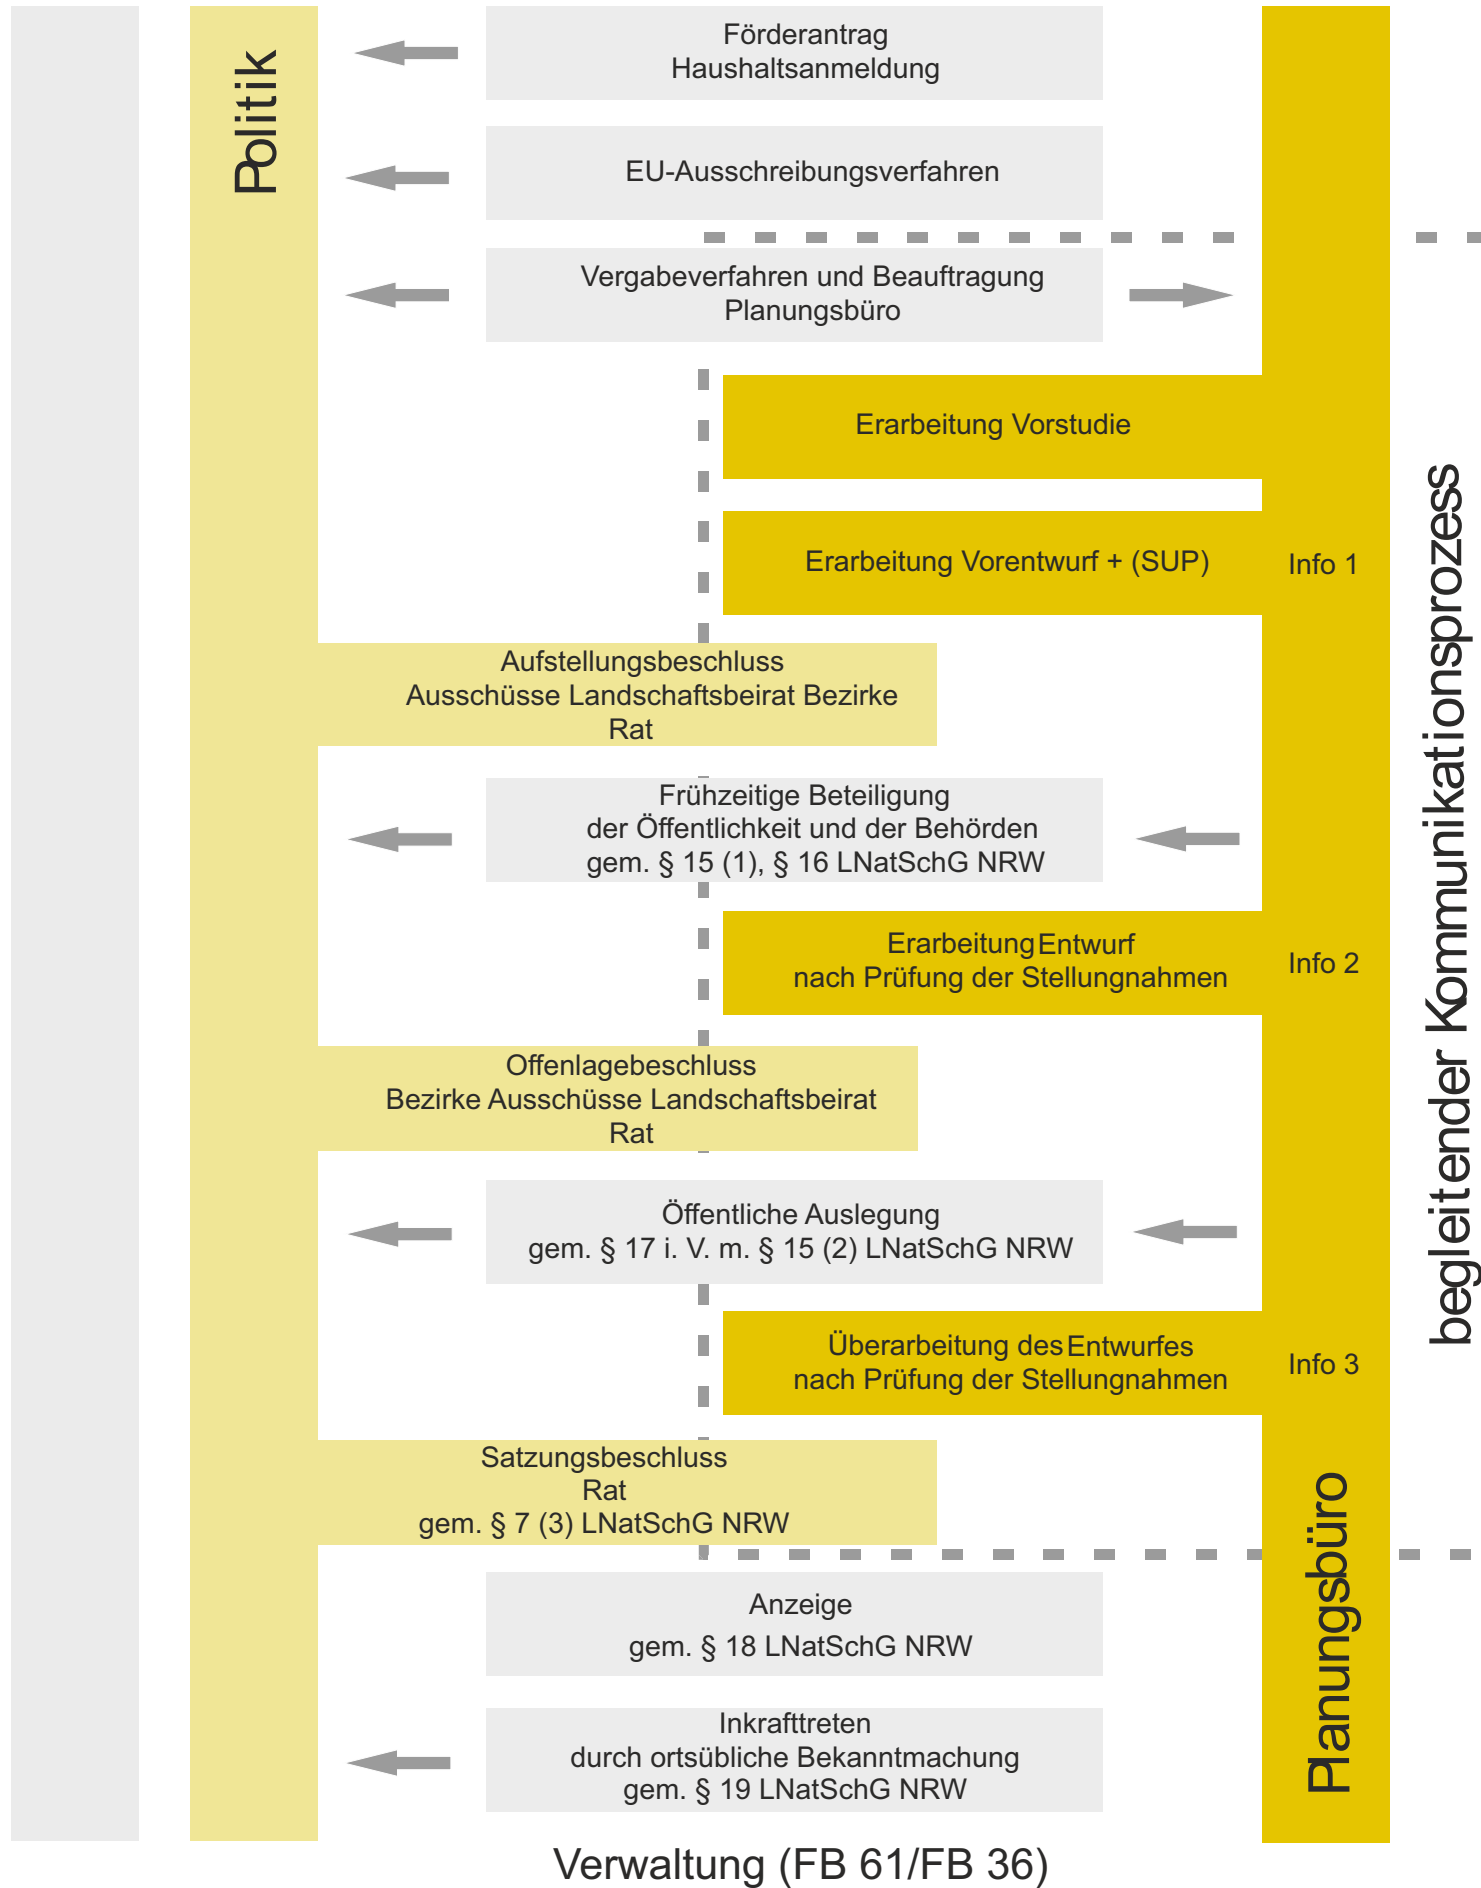 Politik
Förderantrag
Haushaltsanmeldung
EU-Ausschreibungsverfahren
Vergabeverfahren und Beauftragung
Planungsbüro
Erarbeitung Vorstudie
Erarbeitung Vorentwurf + (SUP)
Info 1
Aufstellungsbeschluss
Ausschüsse Landschaftsbeirat Bezirke
Rat
Frühzeitige Beteiligung
der Öffentlichkeit und der Behörden
gem. § 15 (1), § 16 LNatSchG NRW
Erarbeitung Entwurf
nach Prüfung der Stellungnahmen
Info 2
Offenlagebeschluss
Bezirke Ausschüsse Landschaftsbeirat
Rat
Öffentliche Auslegung
gem. § 17 i. V. m. § 15 (2) LNatSchG NRW
Überarbeitung des Entwurfes
nach Prüfung der Stellungnahmen
Info 3
Satzungsbeschluss
Rat
gem. § 7 (3) LNatSchG NRW
Anzeige
gem. § 18 LNatSchG NRW
Inkrafttreten
durch ortsübliche Bekanntmachung
gem. § 19 LNatSchG NRW
Planungsbüro
begleitender Kommunikationsprozess
Verwaltung (FB 61/FB 36)